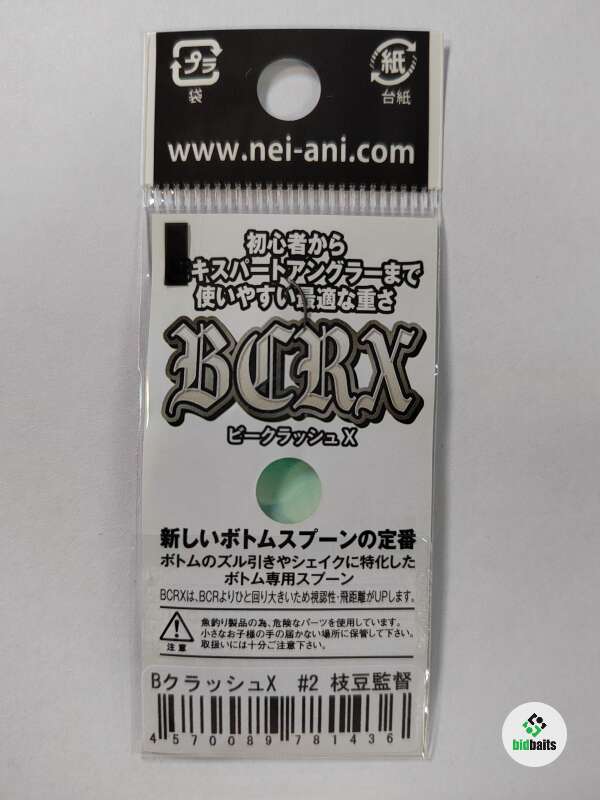 プラ
袋
紙
台紙
www.nei-ani.com
初心者から
キスパートアングラーまで
使いやすい最適な重さ
BCRX
ビークラッシュX
新しいボトムスプーンの定番
ボトムのズル引きやシェイクに特化した
ボトム専用スプーン
BCRXは、BCRよりひと回り大きいため視認性・飛距離がUPします。
注意
魚釣り製品の為、危険なパーツを使用しています。
小さなお子様の手の届かない場所に保管して下さい。
取扱いには十分ご注意下さい。
BクラッシュX #2 枝豆監督
4570089781436
bidbaits